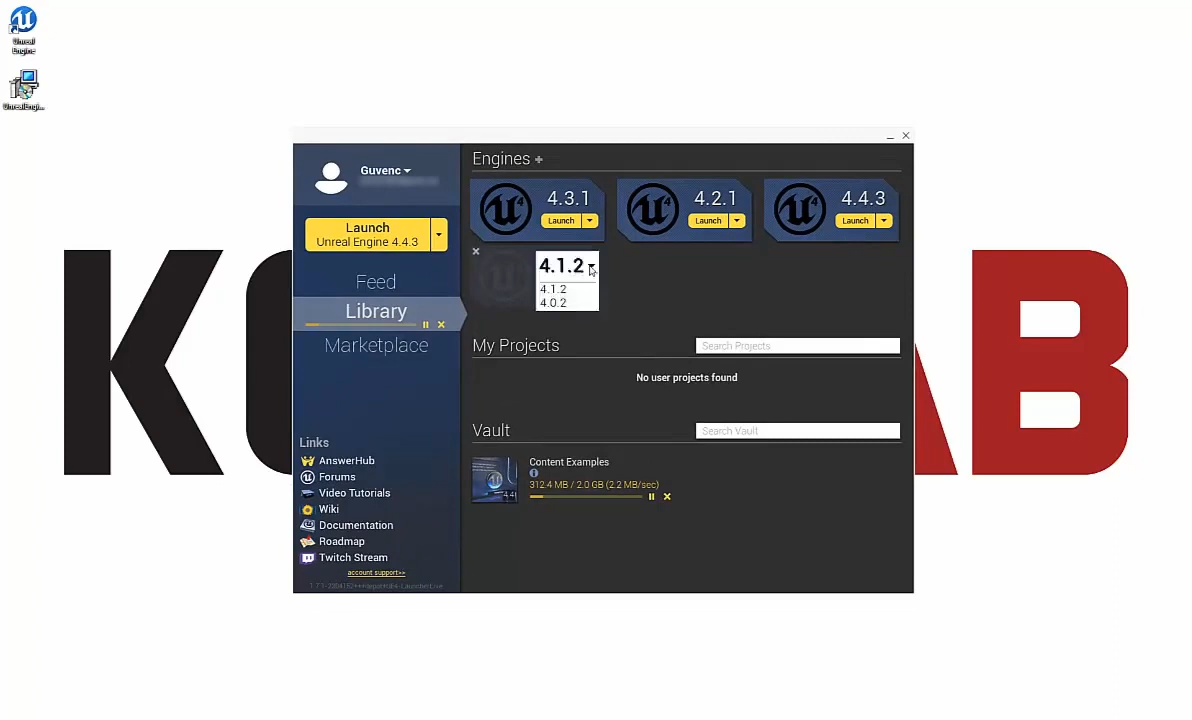 Unreal
Engine
UnrealEngi...
K
AB
Guvenc
Launch
Unreal Engine 4.4.3
Feed
Library
Marketplace
Links
AnswerHub
Forums
Video Tutorials
Wiki
Documentation
Roadmap
Twitch Stream
account support>>
Engines +
4.3.1
Launch
4.2.1
Launch
4.4.3
Launch
4.1.2
4.1.2
4.0.2
My Projects
Search Projects
No user projects found
Vault
Search Vault
Content Examples
312.4 MB / 2.0 GB (2.2 MB/sec)